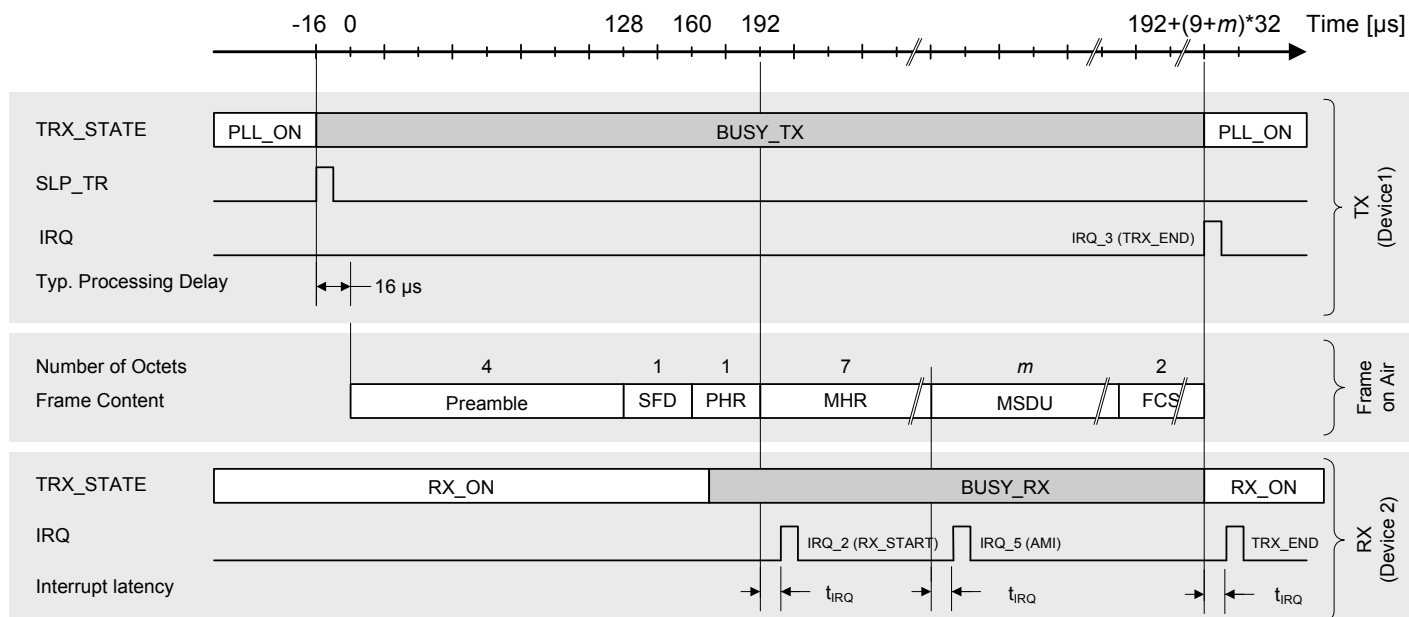 -16 0 128 160 192 192+(9+m)*32 Time [µs]
TRX_STATE PLL_ON BUSY_TX PLL_ON
SLP_TR
IRQ IRQ_3 (TRX_END)
Typ. Processing Delay 16 µs
TX
(Device1)
Number of Octets 4 1 1 7 m 2
Frame Content Preamble SFD PHR MHR MSDU FCS
Frame
on Air
TRX_STATE RX_ON BUSY_RX RX_ON
IRQ IRQ_2 (RX_START) IRQ_5 (AMI) TRX_END
Interrupt latency tIRQ tIRQ tIRQ
RX
(Device 2)